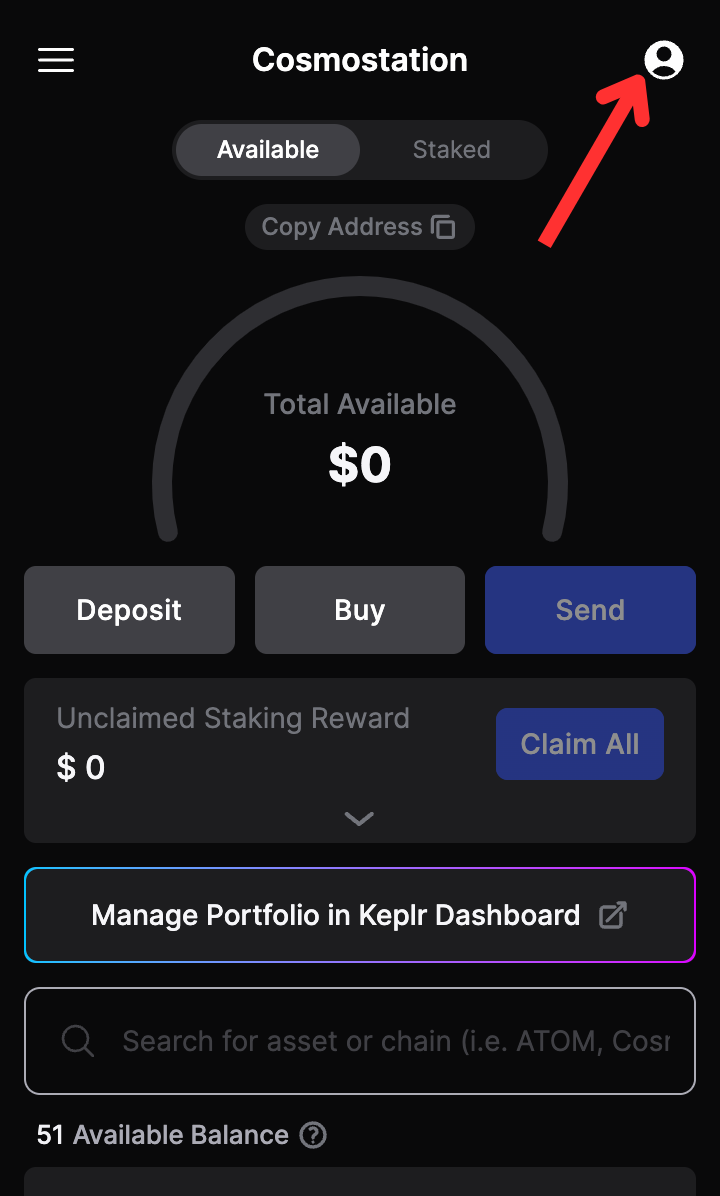 Cosmostation
Available
Staked
Copy Address
Total Available
$0
Deposit
Buy
Send
Unclaimed Staking Reward
$ 0
Claim All
Manage Portfolio in Keplr Dashboard
Search for asset or chain (i.e. ATOM, Cosm
51 Available Balance